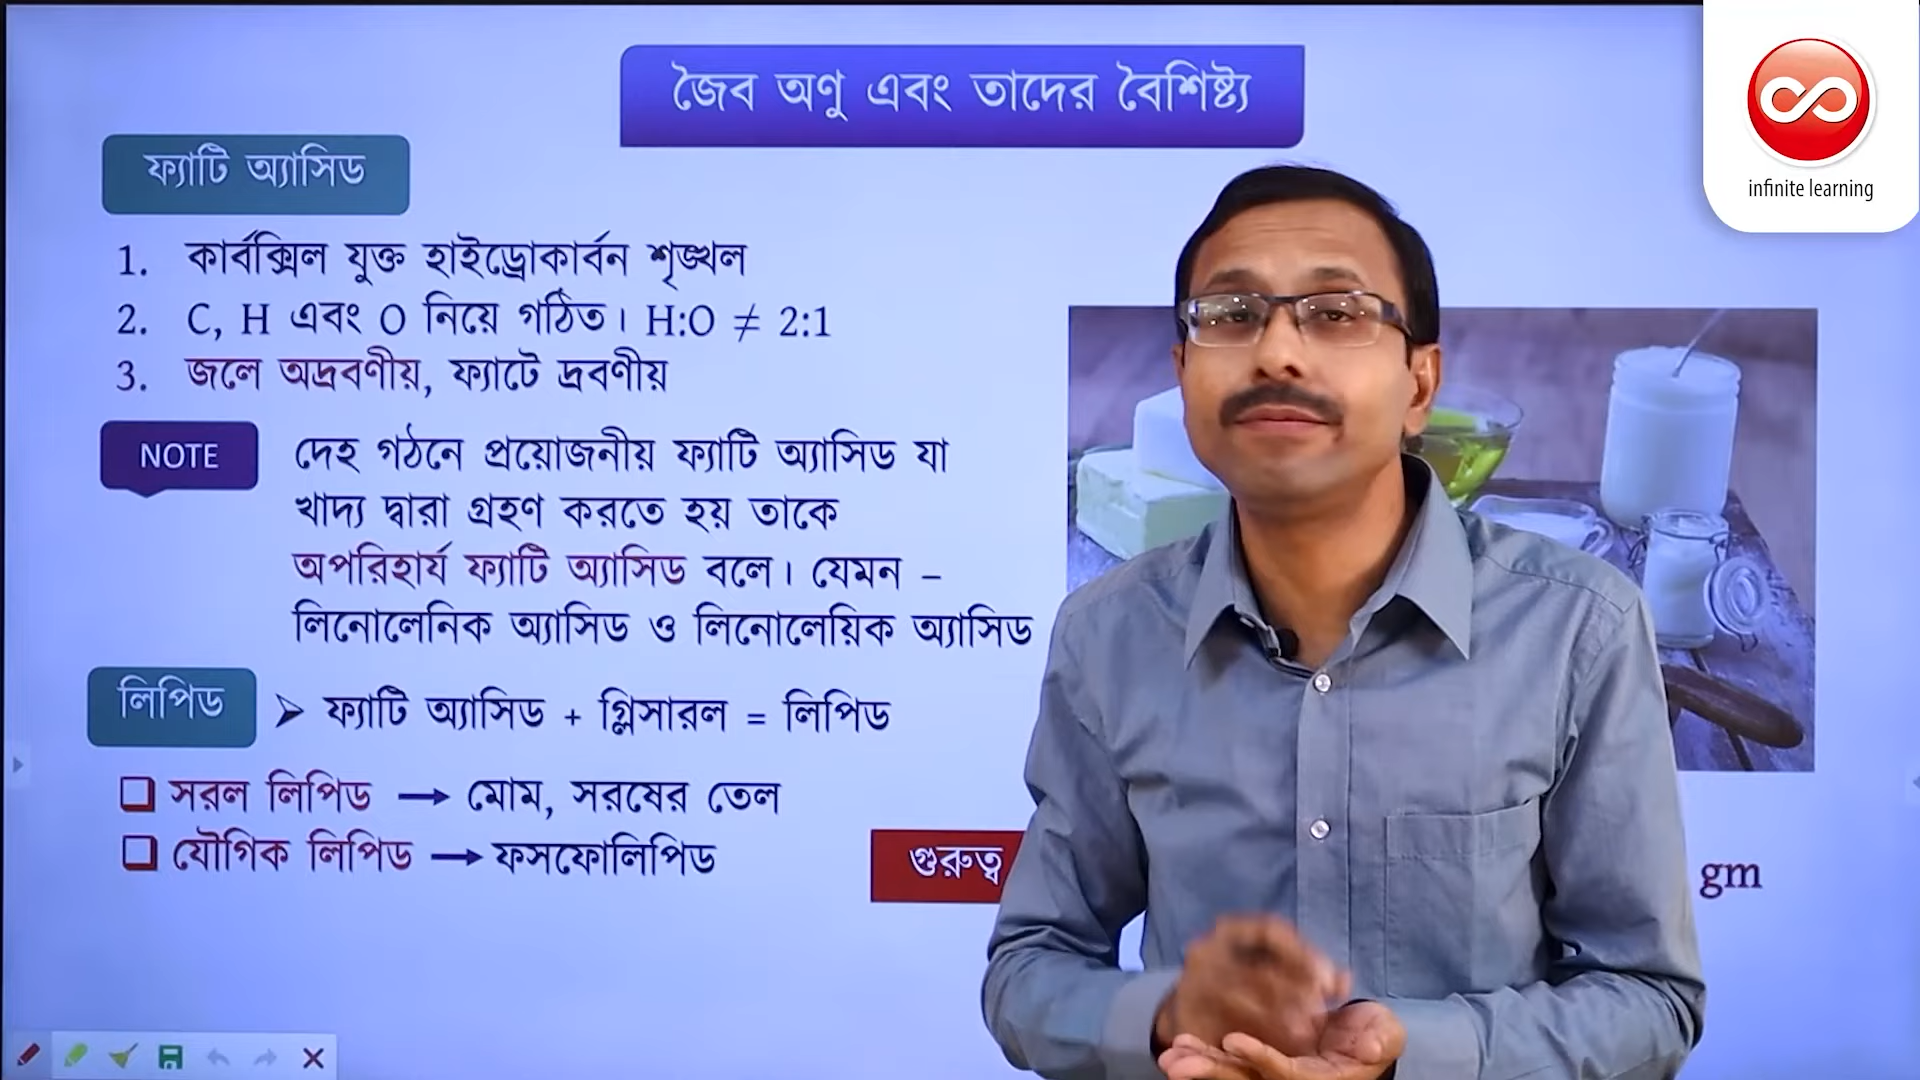 জৈব অণু এবং তাদের বৈশিষ্ট্য
infinite learning
ফ্যাটি অ্যাসিড
1. কার্বক্সিল যুক্ত হাইড্রোকার্বন শৃঙ্খল
2. C, H এবং O নিয়ে গঠিত। H:O ≠ 2:1
3. জলে অদ্রবণীয়, ফ্যাটে দ্রবণীয়
NOTE
দেহ গঠনে প্রয়োজনীয় ফ্যাটি অ্যাসিড যা
খাদ্য দ্বারা গ্রহণ করতে হয় তাকে
অপরিহার্য ফ্যাটি অ্যাসিড বলে। যেমন –
লিনোলেনিক অ্যাসিড ও লিনোলেয়িক অ্যাসিড
লিপিড
➢ ফ্যাটি অ্যাসিড + গ্লিসারল = লিপিড
❑ সরল লিপিড → মোম, সরষের তেল
❑ যৌগিক লিপিড → ফসফোলিপিড
গুরুত্ব
gm